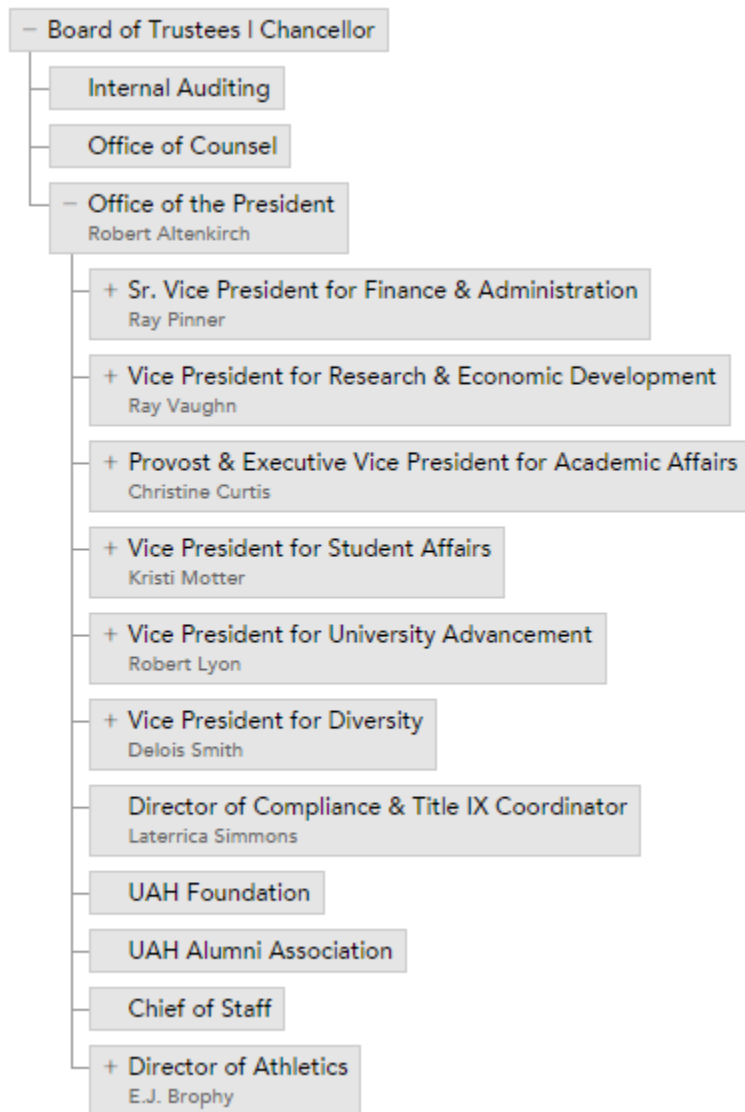 − Board of Trustees | Chancellor
Internal Auditing
Office of Counsel
− Office of the President
Robert Altenkirch
+ Sr. Vice President for Finance & Administration
Ray Pinner
+ Vice President for Research & Economic Development
Ray Vaughn
+ Provost & Executive Vice President for Academic Affairs
Christine Curtis
+ Vice President for Student Affairs
Kristi Motter
+ Vice President for University Advancement
Robert Lyon
+ Vice President for Diversity
Delois Smith
Director of Compliance & Title IX Coordinator
Laterrica Simmons
UAH Foundation
UAH Alumni Association
Chief of Staff
+ Director of Athletics
E.J. Brophy